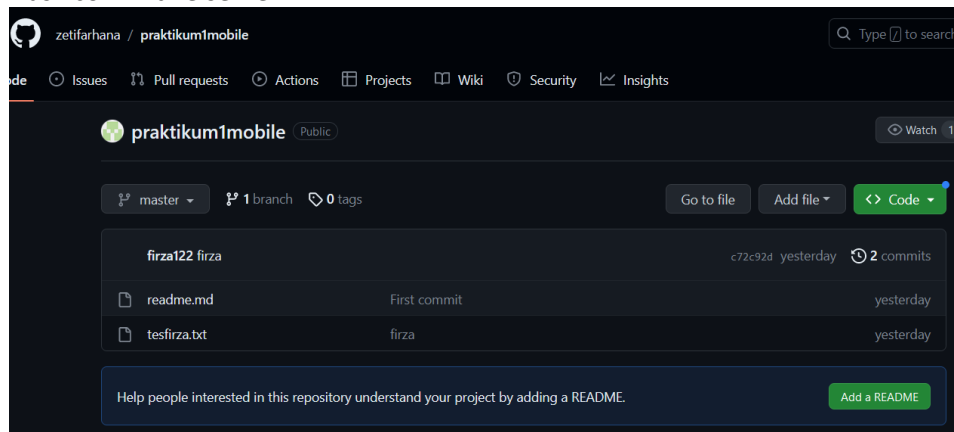 zetifarhana / praktikum1mobile
Type / to search
ode Issues Pull requests Actions Projects Wiki Security Insights
praktikum1mobile Public
Watch 1
master 1 branch 0 tags Go to file Add file Code
firza122 firza c72c92d yesterday 2 commits
readme.md First commit yesterday
tesfirza.txt firza yesterday
Help people interested in this repository understand your project by adding a README. Add a README